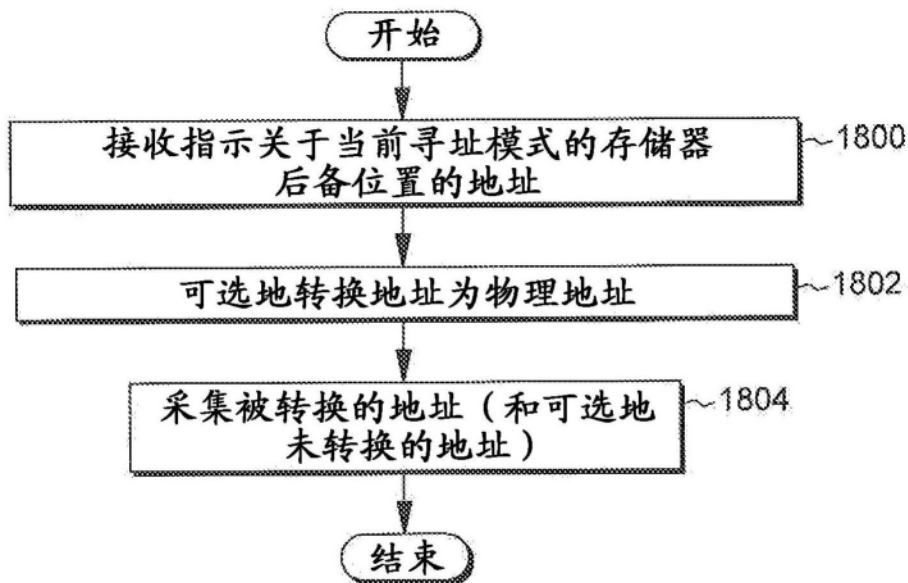 开始
接收指示关于当前寻址模式的存储器
后备位置的地址
1800
可选地转换地址为物理地址
1802
采集被转换的地址（和可选地
未转换的地址）
1804
结束